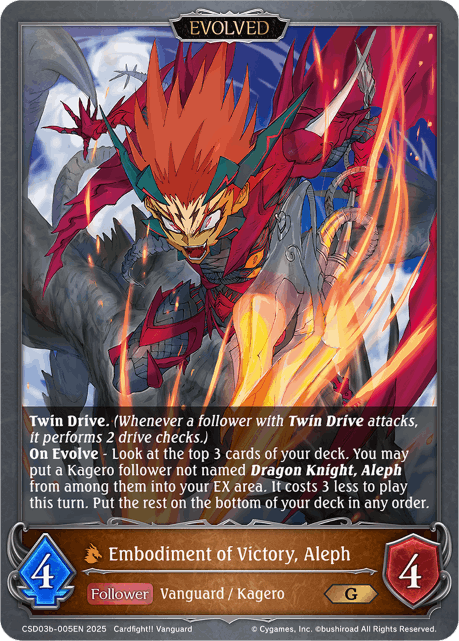 EVOLVED
Twin Drive. (Whenever a follower with Twin Drive attacks,
it performs 2 drive checks.)
On Evolve - Look at the top 3 cards of your deck. You may
put a Kagero follower not named Dragon Knight, Aleph
from among them into your EX area. It costs 3 less to play
this turn. Put the rest on the bottom of your deck in any order.
Embodiment of Victory, Aleph
4
4
Follower Vanguard / Kagero G
CSD03b-005EN 2025 Cardfight!! Vanguard © Cygames, Inc. ©bushiroad All Rights Reserved.